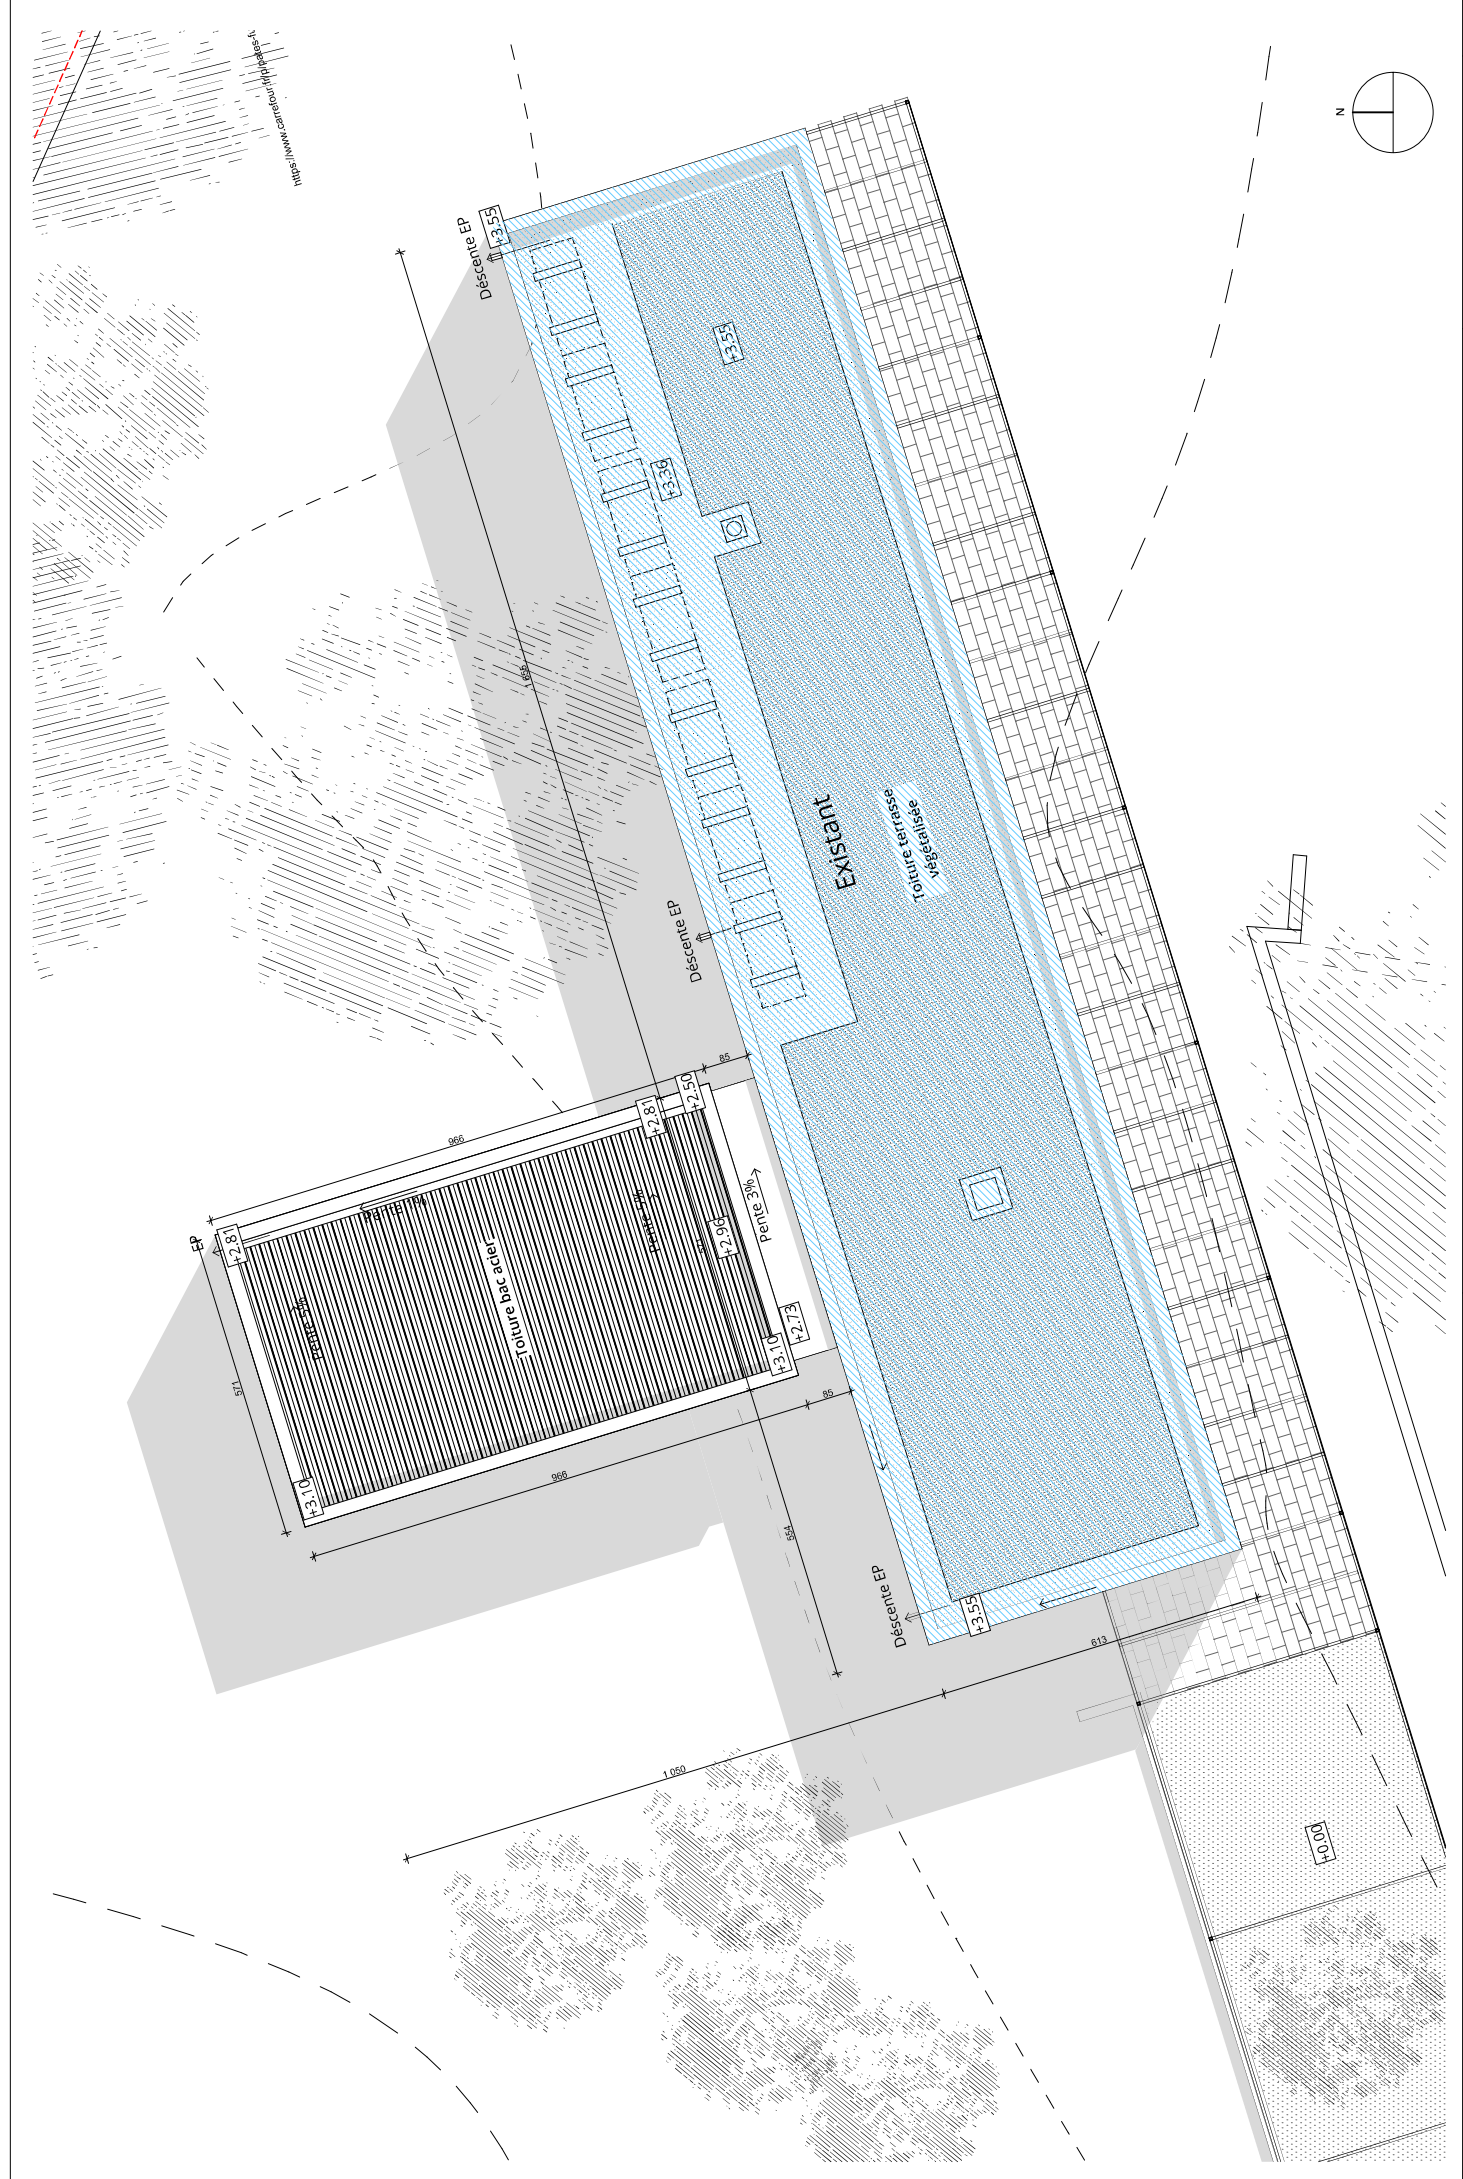 https://www.carrefour.fr/p/pates-f
N
+3.55
Déscente EP
+3.55
+3.36
1 655
Existant
Toiture terrasse
végétalisée
Déscente EP
85
+2.50
+2.81
966
EP
+2.81
Pente 1%
Pente 5%
Pente 3%
+2.96
Toiture bac acier
Pente 5%
571
+2.73
+3.10
85
+3.10
966
554
Déscente EP
+3.55
613
1 050
+0.00